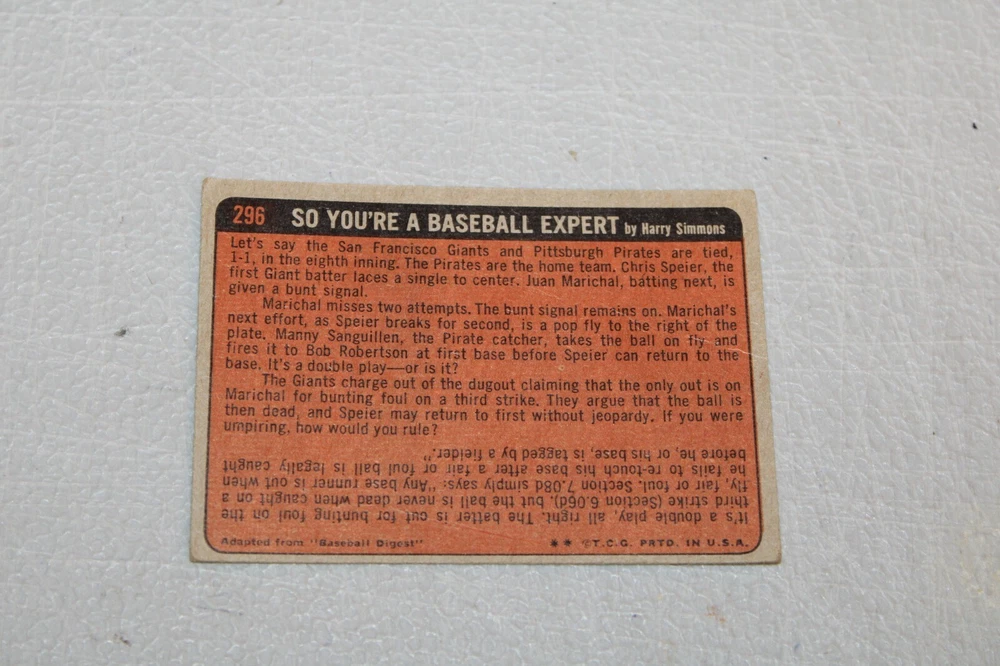 296 SO YOU'RE A BASEBALL EXPERT by Harry Simmons
Let's say the San Francisco Giants and Pittsburgh Pirates are tied,
1-1, in the eighth inning. The Pirates are the home team. Chris Speier, the
first Giant batter laces a single to center. Juan Marichal, batting next, is
given a bunt signal.
Marichal misses two attempts. The bunt signal remains on. Marichal's
next effort, as Speier breaks for second, is a pop fly to the right of the
plate. Manny Sanguillen, the Pirate catcher, takes the ball on fly and
fires it to Bob Robertson at first base before Speier can return to the
base. It's a double play—or is it?
The Giants charge out of the dugout claiming that the only out is on
Marichal for bunting foul on a third strike. They argue that the ball is
then dead, and Speier may return to first without jeopardy. If you were
umpiring, how would you rule?
It's a double play, all right. The batter is out for bunting foul on the
third strike (Section 6.06d), but the ball is never dead when caught on a
fly, fair or foul. Section 7.08d simply says: "Any base runner is out when
he fails to re-touch his base after a fair or foul ball is legally caught
before he, or his base, is tagged by a fielder."
Adapted from "Baseball Digest" ** ©T.C.G. PRTD. IN U.S.A.